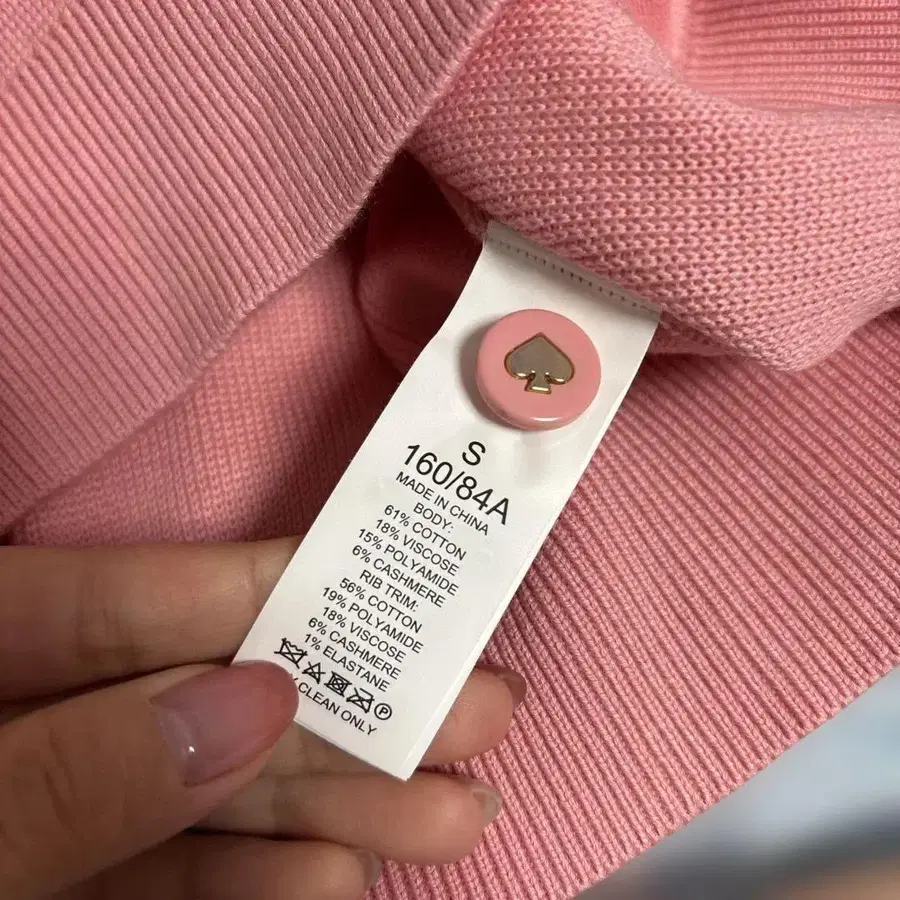 S
160/84A
MADE IN CHINA
BODY:
61% COTTON
18% VISCOSE
15% POLYAMIDE
6% CASHMERE
RIB TRIM:
56% COTTON
19% POLYAMIDE
18% VISCOSE
6% CASHMERE
1% ELASTANE
P
CLEAN ONLY